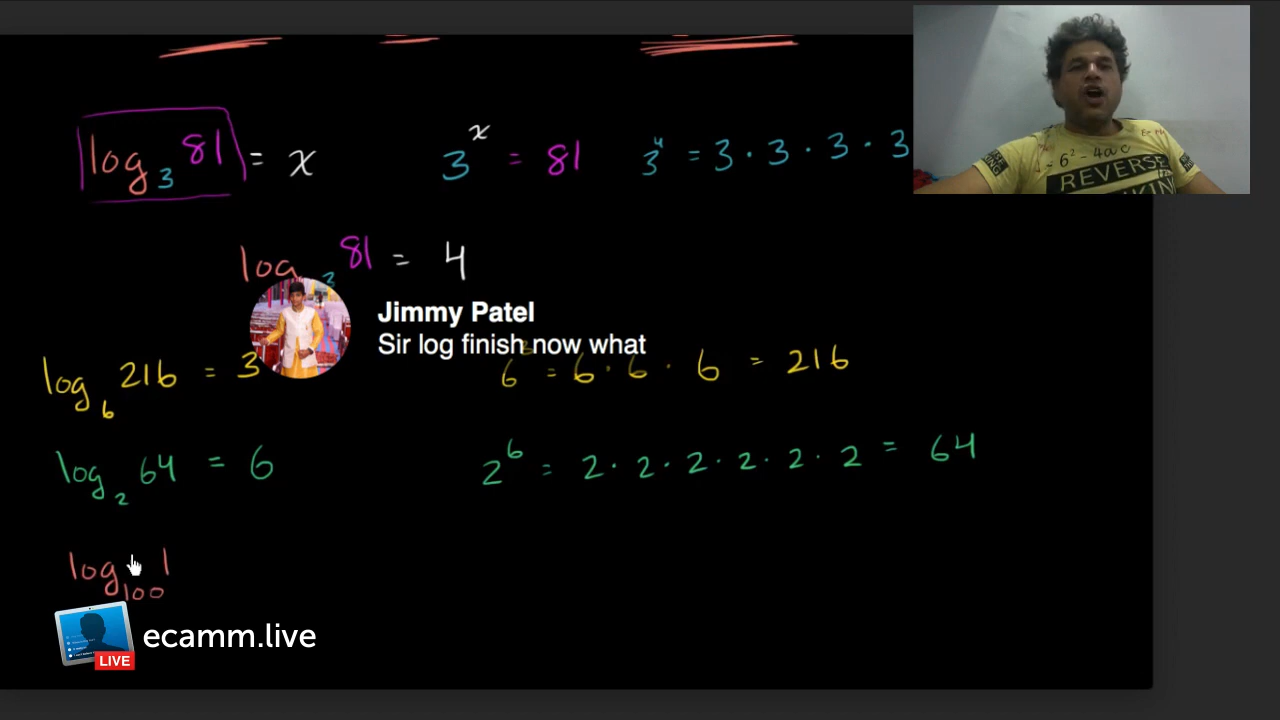 log₃ 81 = x
3ˣ = 81
3⁴ = 3 · 3 · 3 · 3
= 6² - 4ac
REVERSE
log₃ 81 = 4
Jimmy Patel
Sir log finish now what
log₆ 216 = 3
6³ = 6 · 6 · 6 = 216
log₂ 64 = 6
2⁶ = 2 · 2 · 2 · 2 · 2 · 2 = 64
log₁₀₀ 1
LIVE
ecamm.live